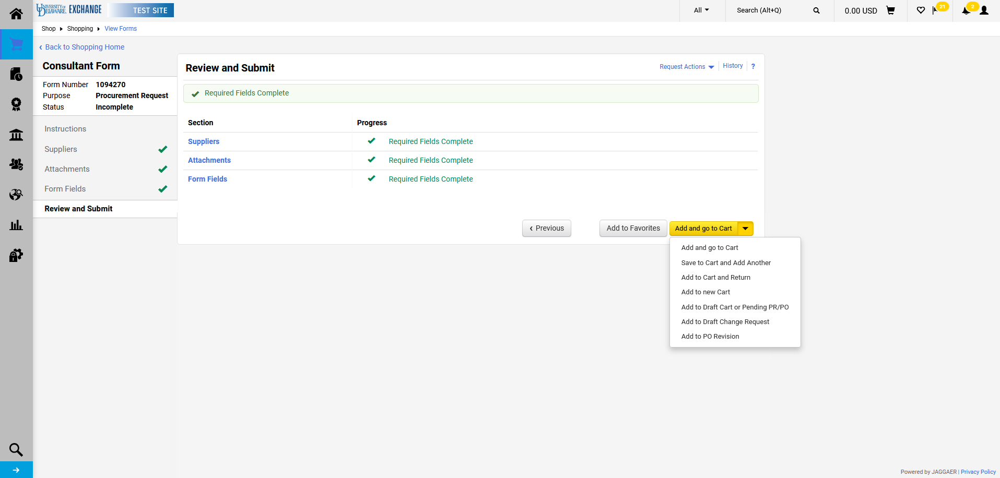 UNIVERSITY OF DELAWARE EXCHANGE
TEST SITE
All
Search (Alt+Q)
0.00 USD
21
2
Shop
Shopping
View Forms
Back to Shopping Home
Consultant Form
Form Number 1094270
Purpose Procurement Request
Status Incomplete
Instructions
Suppliers
Attachments
Form Fields
Review and Submit
Review and Submit
Request Actions
History
?
Required Fields Complete
Section Progress
Suppliers Required Fields Complete
Attachments Required Fields Complete
Form Fields Required Fields Complete
‹ Previous
Add to Favorites
Add and go to Cart
Add and go to Cart
Save to Cart and Add Another
Add to Cart and Return
Add to new Cart
Add to Draft Cart or Pending PR/PO
Add to Draft Change Request
Add to PO Revision
Powered by JAGGAER | Privacy Policy